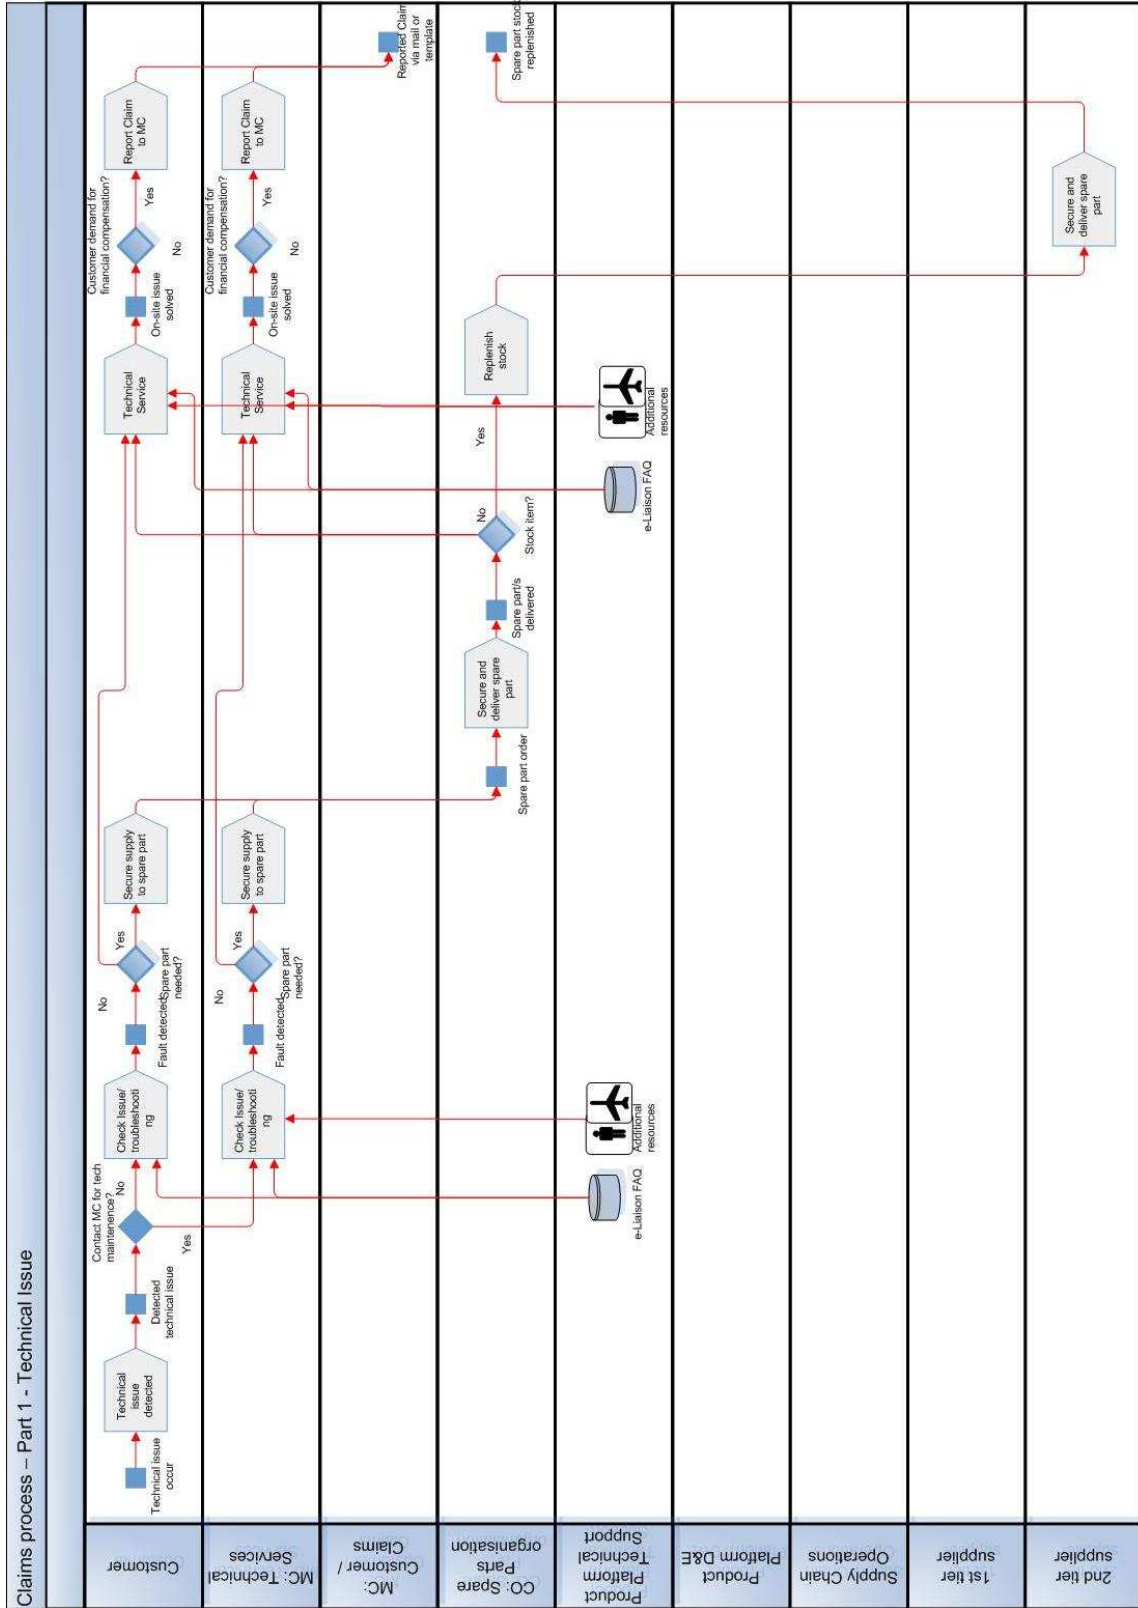 Claims process – Part 1 - Technical Issue
Customer
Technical issue
occur
Technical
issue
detected
Detected
technical issue
Contact MC for tech
maintenence?
No
Yes
Check Issue/
troubleshooti
ng
Fault detected
No
Spare part
needed?
Yes
Secure supply
to spare part
Technical
Service
On-site issue
solved
Customer demand for
financial compensation?
No
Yes
Report Claim
to MC
MC: Technical
Services
Check Issue/
troubleshooti
ng
Fault detected
No
Spare part
needed?
Yes
Secure supply
to spare part
Technical
Service
On-site issue
solved
Customer demand for
financial compensation?
No
Yes
Report Claim
to MC
MC:
Customer /
Claims
Reported Claim
via mail or
template
CO: Spare
Parts
organisation
Spare part order
Secure and
deliver spare
part
Spare part/s
delivered
Stock item?
No
Yes
Replenish
stock
Spare part stock
replenished
Product
Platform
Technical
Support
e-Liaison FAQ
Additional
resources
e-Liaison FAQ
Additional
resources
Product
Platform D&E
Supply Chain
Operations
1st tier
supplier
2nd tier
supplier
Secure and
deliver spare
part